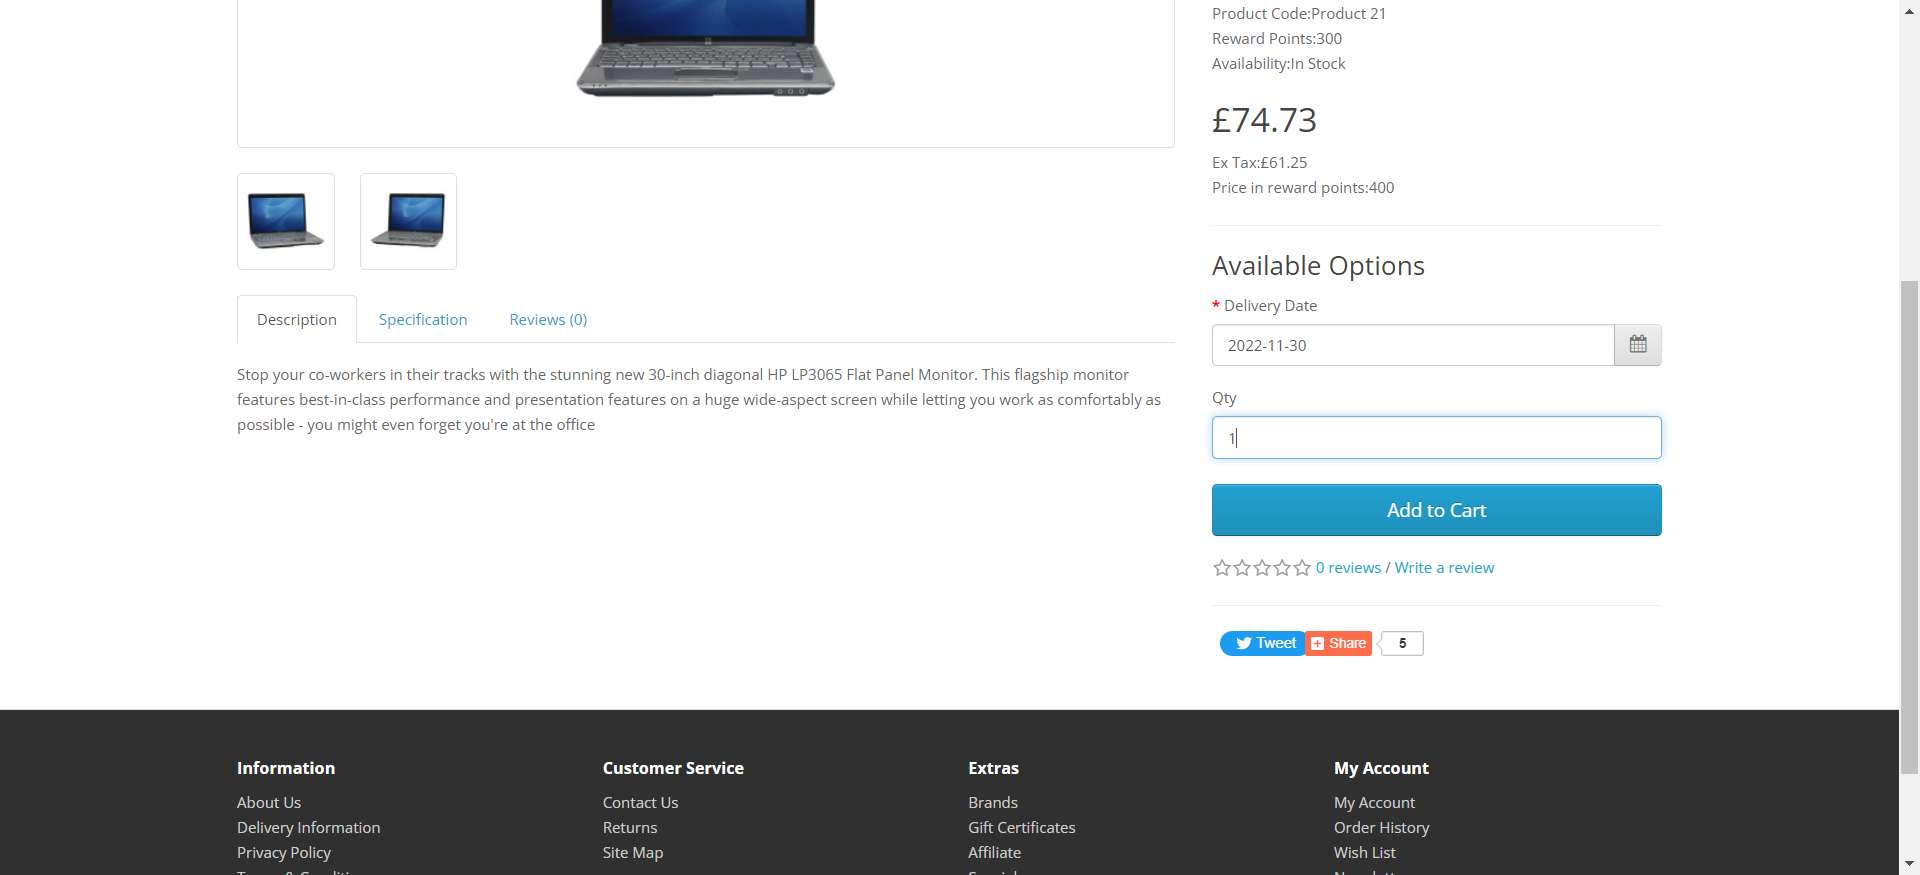 Product Code:Product 21
Reward Points:300
Availability:In Stock
£74.73
Ex Tax:£61.25
Price in reward points:400
Available Options
* Delivery Date
2022-11-30
Qty
1
Add to Cart
0 reviews / Write a review
Tweet
Share
5
Description
Specification
Reviews (0)
Stop your co-workers in their tracks with the stunning new 30-inch diagonal HP LP3065 Flat Panel Monitor. This flagship monitor
features best-in-class performance and presentation features on a huge wide-aspect screen while letting you work as comfortably as
possible - you might even forget you're at the office
Information
About Us
Delivery Information
Privacy Policy
Customer Service
Contact Us
Returns
Site Map
Extras
Brands
Gift Certificates
Affiliate
My Account
My Account
Order History
Wish List